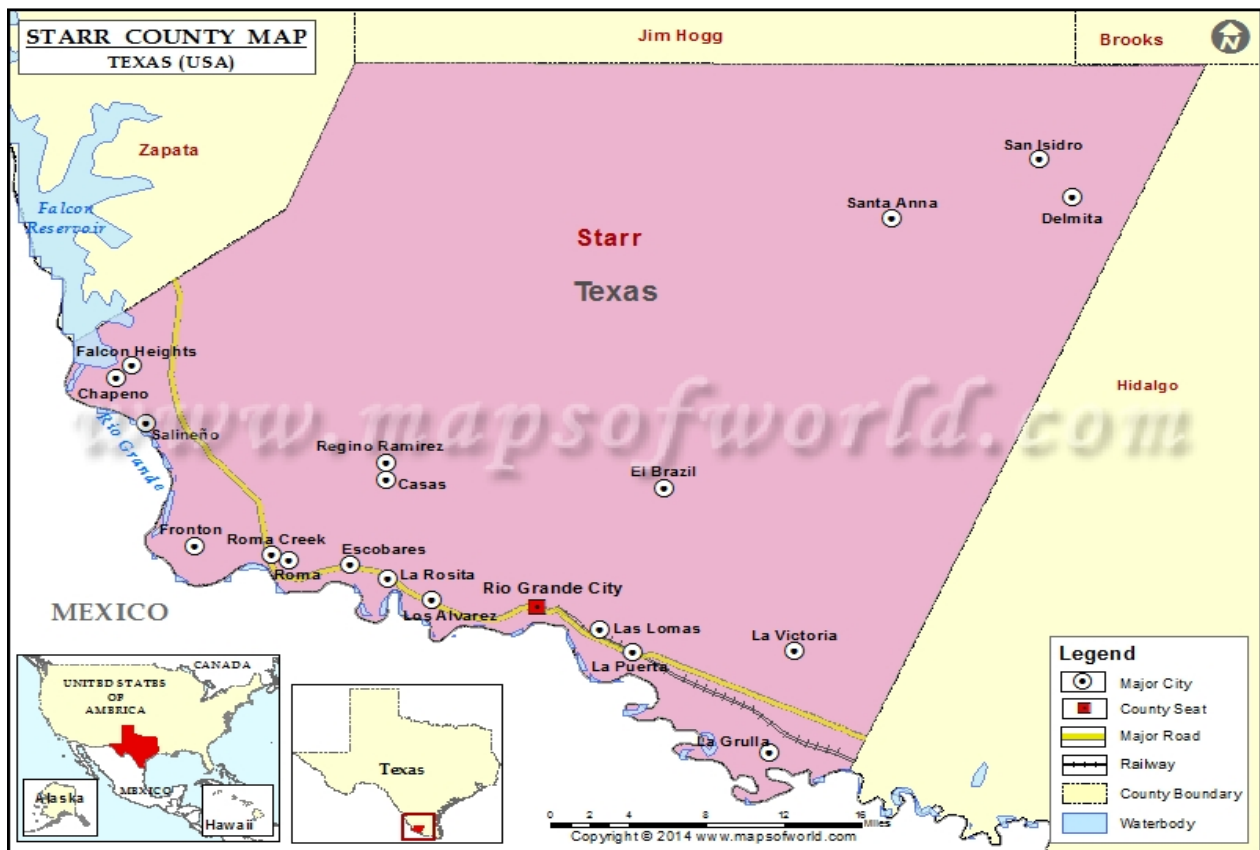 STARR COUNTY MAP
TEXAS (USA)
Jim Hogg
Brooks
N
Zapata
San Isidro
Falcon
Reservoir
Santa Anna
Delmita
Starr
Texas
Falcon Heights
Chapeno
Hidalgo
www.mapsofworld.com
Rio Grande
Salineño
Regino Ramirez
Casas
El Brazil
Fronton
Roma Creek
Roma
Escobares
La Rosita
Los Alvarez
Rio Grande City
Las Lomas
La Puerta
La Victoria
La Grulla
MEXICO
CANADA
UNITED STATES
OF
AMERICA
MEXICO
Alaska
Hawaii
Texas
Legend
Major City
County Seat
Major Road
Railway
County Boundary
Waterbody
0 2 4 8 12 16
Miles
Copyright © 2014 www.mapsofworld.com